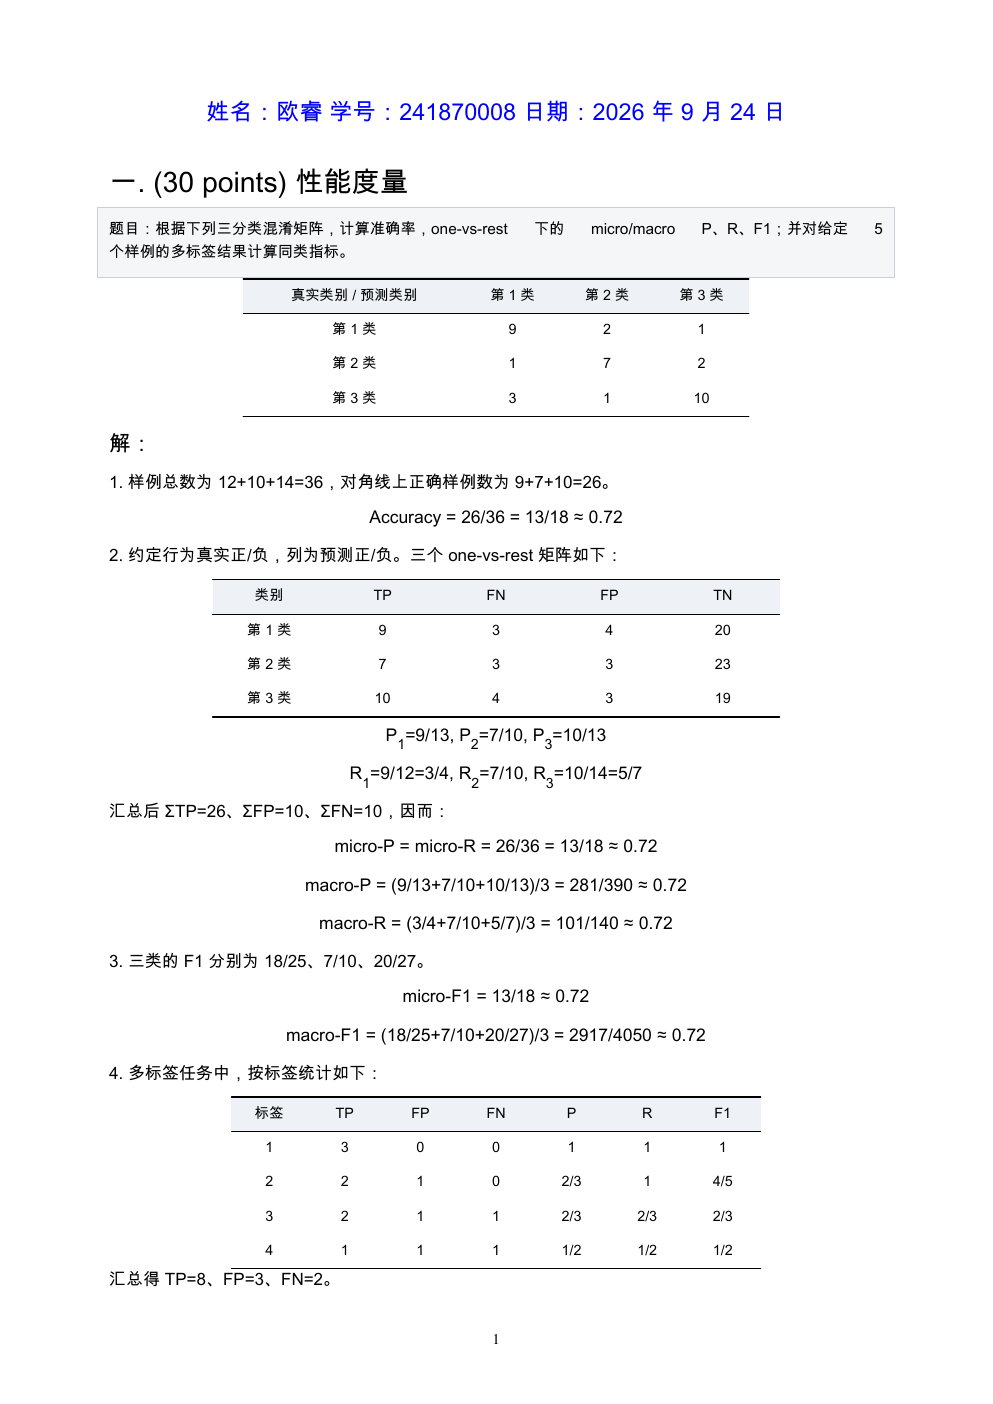 姓名：欧睿 学号：241870008 日期：2026 年 9 月 24 日
一. (30 points) 性能度量
题目：根据下列三分类混淆矩阵，计算准确率，one-vs-rest 下的 micro/macro P、R、F1；并对给定 5
个样例的多标签结果计算同类指标。
真实类别 / 预测类别 第 1 类 第 2 类 第 3 类
第 1 类 9 2 1
第 2 类 1 7 2
第 3 类 3 1 10
解：
1. 样例总数为 12+10+14=36，对角线上正确样例数为 9+7+10=26。
Accuracy = 26/36 = 13/18 ≈ 0.72
2. 约定行为真实正/负，列为预测正/负。三个 one-vs-rest 矩阵如下：
类别 TP FN FP TN
第 1 类 9 3 4 20
第 2 类 7 3 3 23
第 3 类 10 4 3 19
P1=9/13, P2=7/10, P3=10/13
R1=9/12=3/4, R2=7/10, R3=10/14=5/7
汇总后 ΣTP=26、ΣFP=10、ΣFN=10，因而：
micro-P = micro-R = 26/36 = 13/18 ≈ 0.72
macro-P = (9/13+7/10+10/13)/3 = 281/390 ≈ 0.72
macro-R = (3/4+7/10+5/7)/3 = 101/140 ≈ 0.72
3. 三类的 F1 分别为 18/25、7/10、20/27。
micro-F1 = 13/18 ≈ 0.72
macro-F1 = (18/25+7/10+20/27)/3 = 2917/4050 ≈ 0.72
4. 多标签任务中，按标签统计如下：
标签 TP FP FN P R F1
1 3 0 0 1 1 1
2 2 1 0 2/3 1 4/5
3 2 1 1 2/3 2/3 2/3
4 1 1 1 1/2 1/2 1/2
汇总得 TP=8、FP=3、FN=2。
1